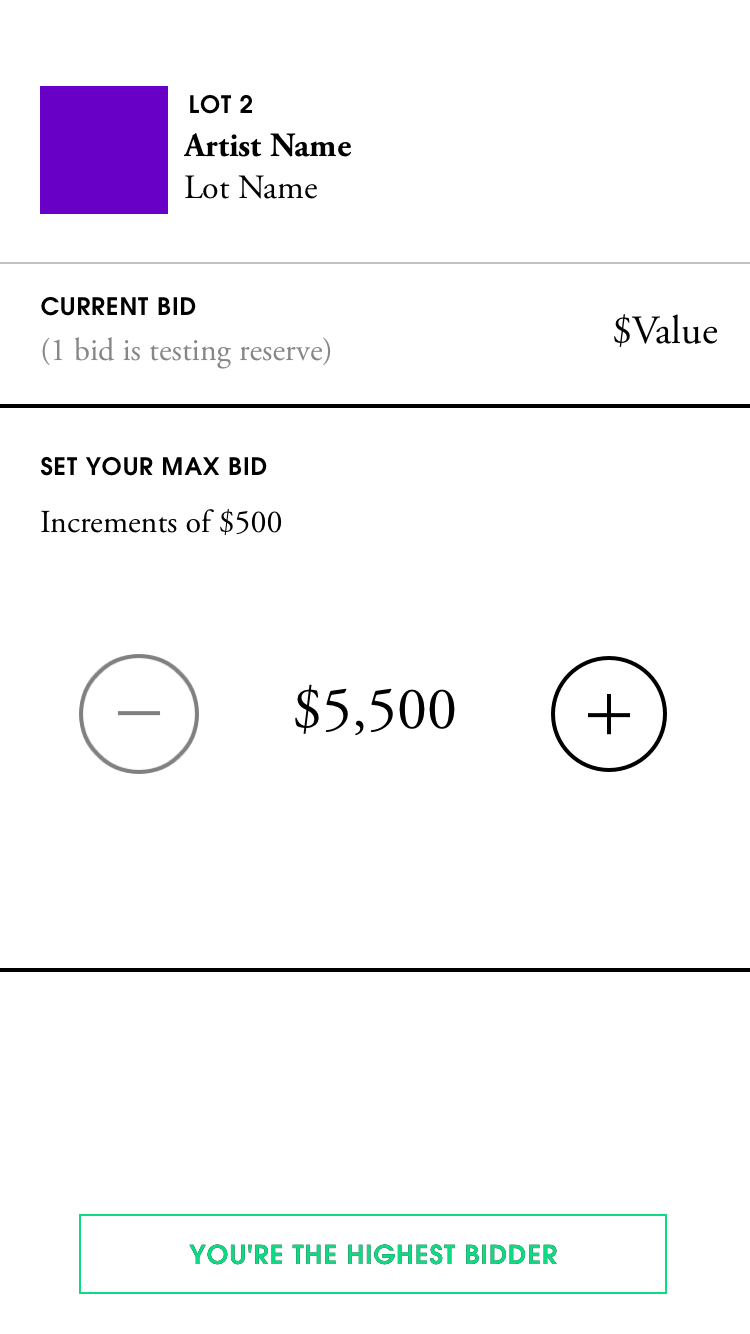 LOT 2
Artist Name
Lot Name
CURRENT BID
(1 bid is testing reserve)
$Value
SET YOUR MAX BID
Increments of $500
$5,500
YOU'RE THE HIGHEST BIDDER